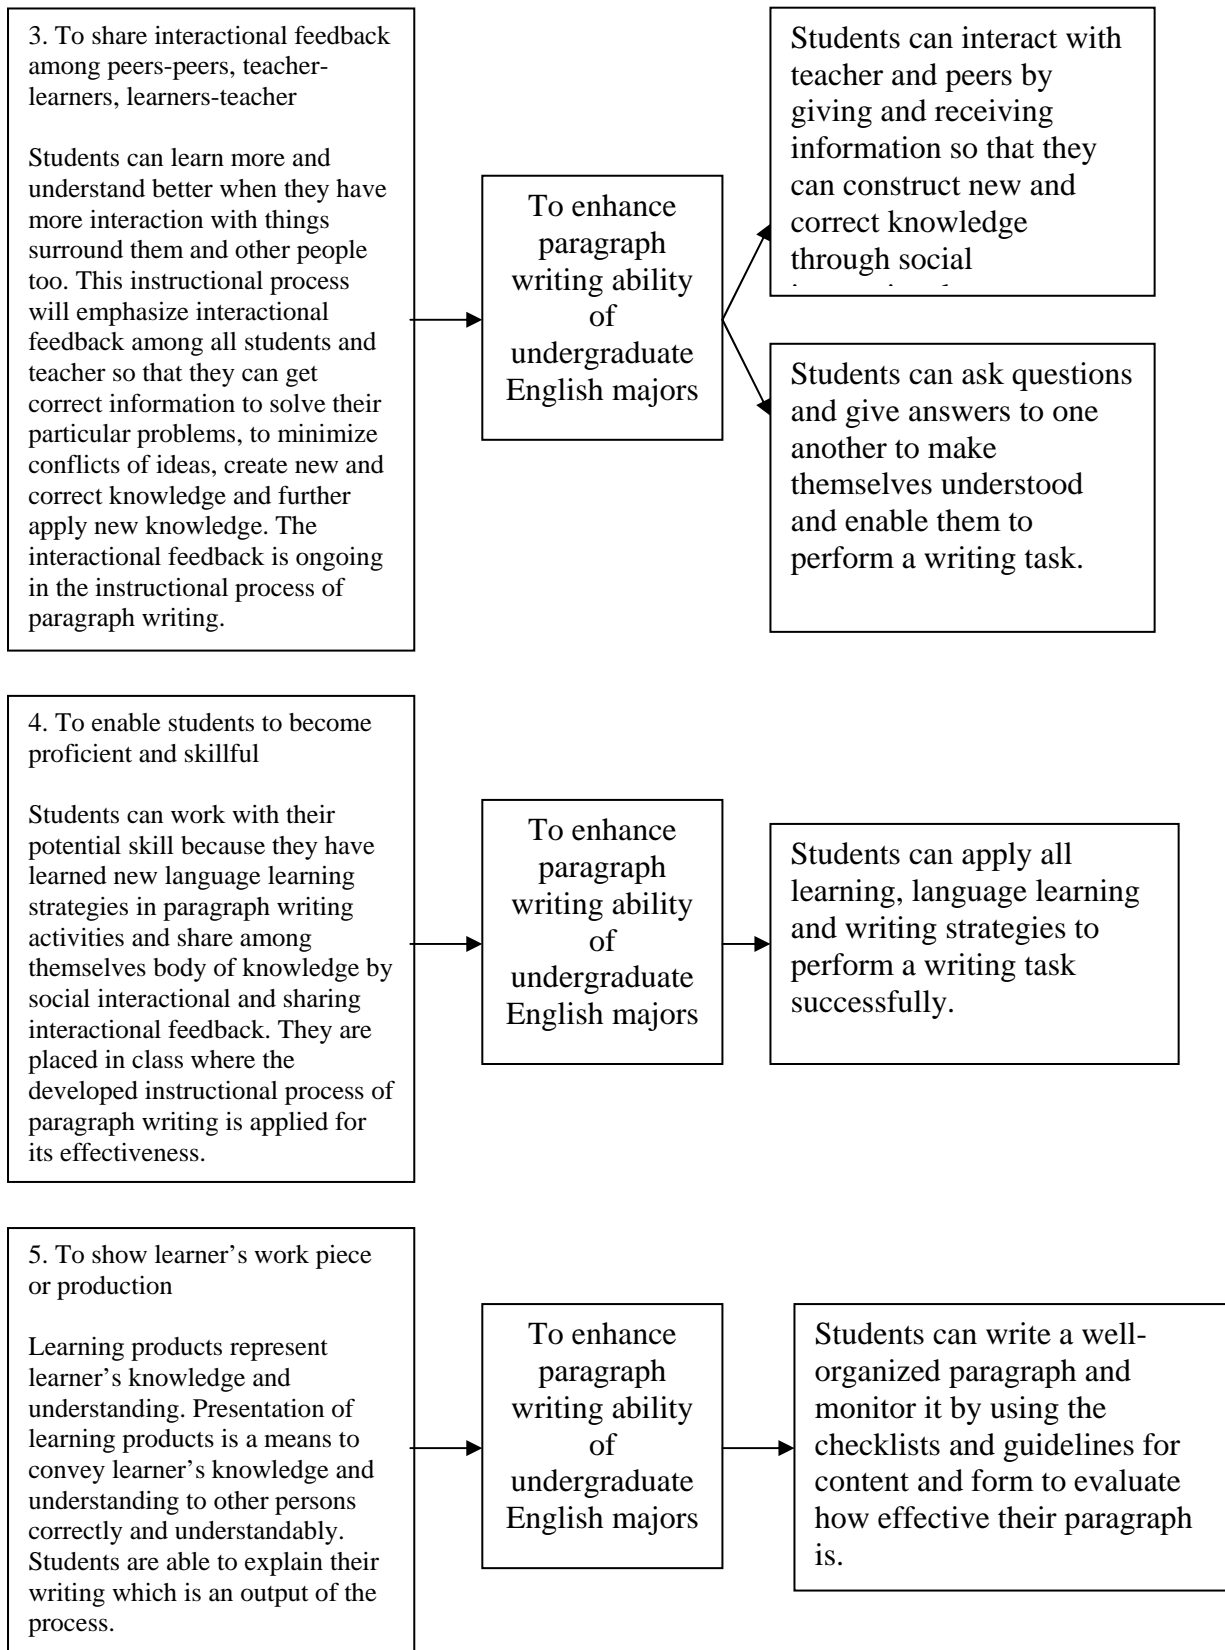 3. To share interactional feedback
among peers-peers, teacher-
learners, learners-teacher
Students can learn more and
understand better when they have
more interaction with things
surround them and other people
too. This instructional process
will emphasize interactional
feedback among all students and
teacher so that they can get
correct information to solve their
particular problems, to minimize
conflicts of ideas, create new and
correct knowledge and further
apply new knowledge. The
interactional feedback is ongoing
in the instructional process of
paragraph writing.
To enhance
paragraph
writing ability
of
undergraduate
English majors
Students can interact with
teacher and peers by
giving and receiving
information so that they
can construct new and
correct knowledge
through social
Students can ask questions
and give answers to one
another to make
themselves understood
and enable them to
perform a writing task.
4. To enable students to become
proficient and skillful
Students can work with their
potential skill because they have
learned new language learning
strategies in paragraph writing
activities and share among
themselves body of knowledge by
social interactional and sharing
interactional feedback. They are
placed in class where the
developed instructional process of
paragraph writing is applied for
its effectiveness.
To enhance
paragraph
writing ability
of
undergraduate
English majors
Students can apply all
learning, language learning
and writing strategies to
perform a writing task
successfully.
5. To show learner’s work piece
or production
Learning products represent
learner’s knowledge and
understanding. Presentation of
learning products is a means to
convey learner’s knowledge and
understanding to other persons
correctly and understandably.
Students are able to explain their
writing which is an output of the
process.
To enhance
paragraph
writing ability
of
undergraduate
English majors
Students can write a well-
organized paragraph and
monitor it by using the
checklists and guidelines for
content and form to evaluate
how effective their paragraph
is.